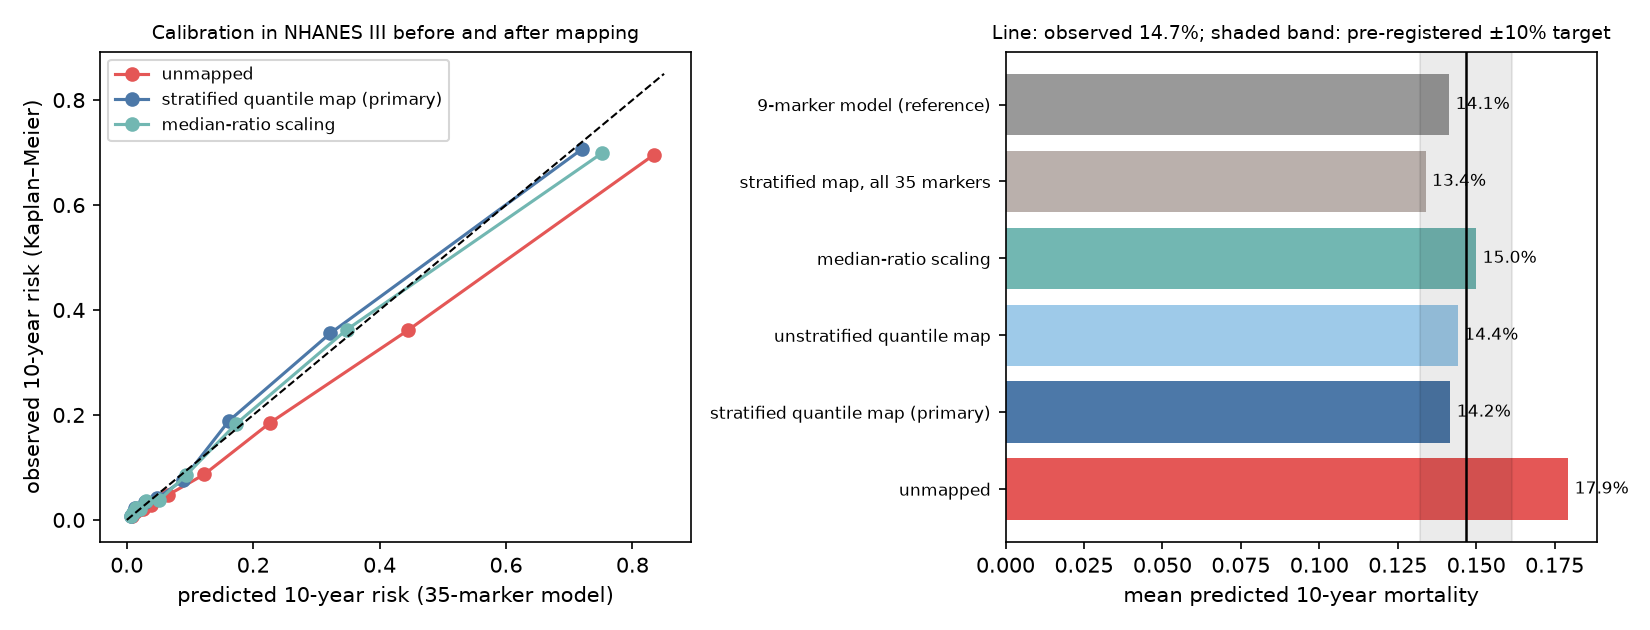 Calibration in NHANES III before and after mapping
unmapped
stratified quantile map (primary)
median-ratio scaling
observed 10-year risk (Kaplan–Meier)
0.8
0.6
0.4
0.2
0.0
0.0 0.2 0.4 0.6 0.8
predicted 10-year risk (35-marker model)
Line: observed 14.7%; shaded band: pre-registered ±10% target
9-marker model (reference) 14.1%
stratified map, all 35 markers 13.4%
median-ratio scaling 15.0%
unstratified quantile map 14.4%
stratified quantile map (primary) 14.2%
unmapped 17.9%
0.000 0.025 0.050 0.075 0.100 0.125 0.150 0.175
mean predicted 10-year mortality